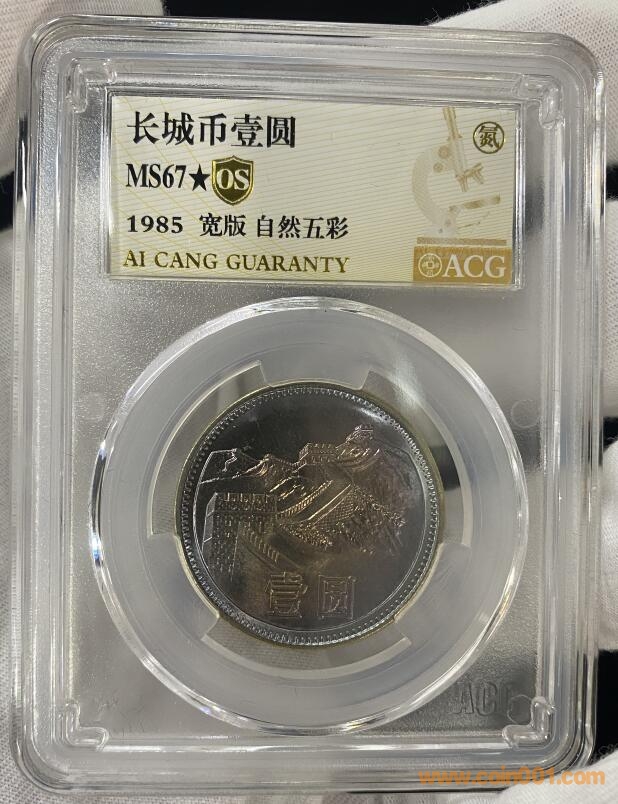 长城币壹圆
氮
MS67★ OS
1985 宽版 自然五彩
AI CANG GUARANTY
ACG
壹圆
ACG
www.coin001.com